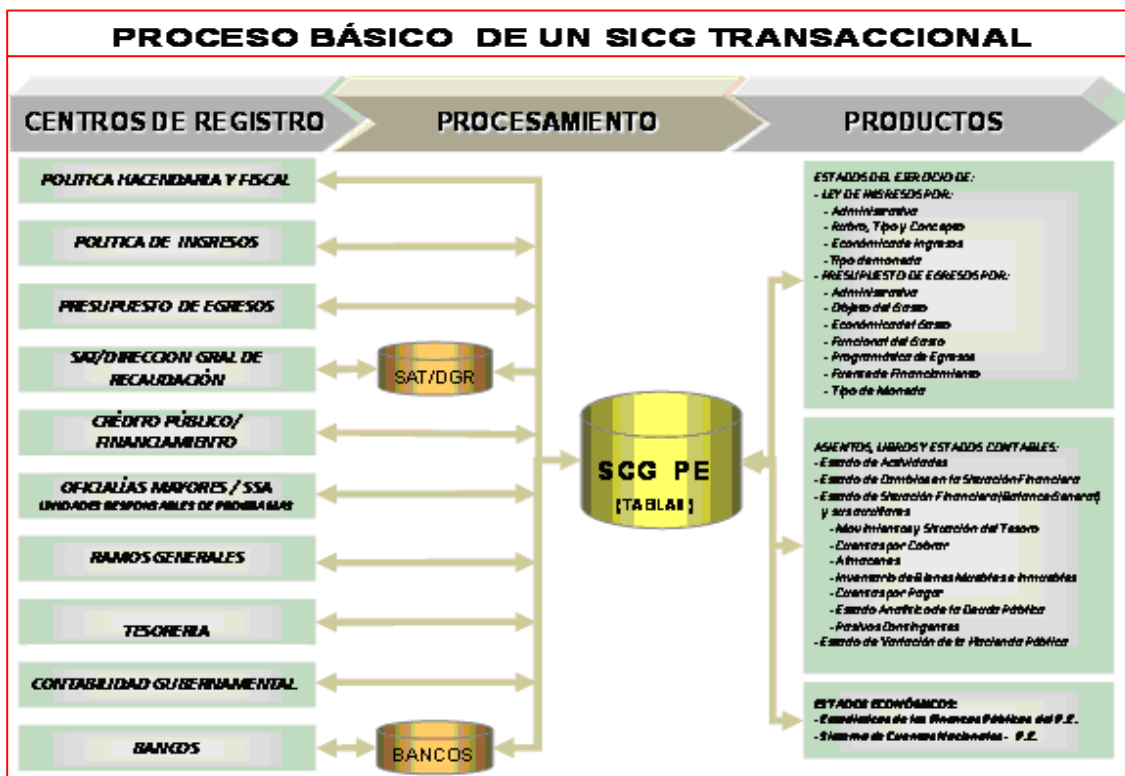 PROCESO BÁSICO DE UN SICG TRANSACCIONAL
CENTROS DE REGISTRO
PROCESAMIENTO
PRODUCTOS
POLITICA HACENDARIA Y FISCAL
POLITICA DE INGRESOS
PRESUPUESTO DE EGRESOS
SAT/DIRECCION GRAL DE
RECAUDACIÓN
CRÉDITO PÚBLICO/
FINANCIAMIENTO
OFICIALÍAS MAYORES / SSA
UNIDADES RESPONSABLES DE PROGRAMAS
RAMOS GENERALES
TESORERIA
CONTABILIDAD GUBERNAMENTAL
BANCOS
SAT/DGR
BANCOS
SCG PE
(TABLAS)
ESTADOS DEL EJERCICIO DE:
- LEY DE INGRESOS POR:
- Administrativa
- Rubro, Tipo y Concepto
- Económica de Ingresos
- Tipo de moneda
- PRESUPUESTO DE EGRESOS POR:
- Administrativa
- Objeto del Gasto
- Económica del Gasto
- Funcional del Gasto
- Programática de Egresos
- Fuente de Financiamiento
- Tipo de Moneda
ASIENTOS, LIBROS Y ESTADOS CONTABLES:
- Estado de Actividades
- Estado de Cambios en la Situación Financiera
- Estado de Situación Financiera (Balance General)
y sus auxiliares
- Movimientos y Situación del Tesoro
- Cuentas por Cobrar
- Almacenes
- Inventario de Bienes Muebles e Inmuebles
- Cuentas por Pagar
- Estado Analítico de la Deuda Pública
- Pasivos Contingentes
- Estado de Variación de la Hacienda Pública
ESTADOS ECONÓMICOS:
- Estadísticas de las Finanzas Públicas del P.E.
- Sistema de Cuentas Nacionales - P.E.